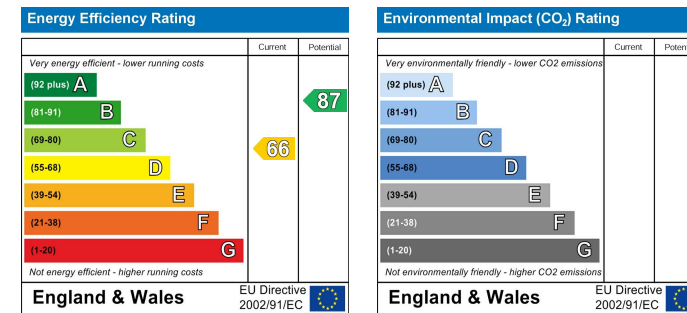 Energy Efficiency Rating
Current Potential
Very energy efficient - lower running costs
(92 plus) A
(81-91) B
(69-80) C
(55-68) D
(39-54) E
(21-38) F
(1-20) G
87
66
Not energy efficient - higher running costs
England & Wales
EU Directive
2002/91/EC
Environmental Impact (CO₂) Rating
Current Poten
Very environmentally friendly - lower CO2 emissions
(92 plus) A
(81-91) B
(69-80) C
(55-68) D
(39-54) E
(21-38) F
(1-20) G
Not environmentally friendly - higher CO2 emissions
England & Wales
EU Directive
2002/91/EC